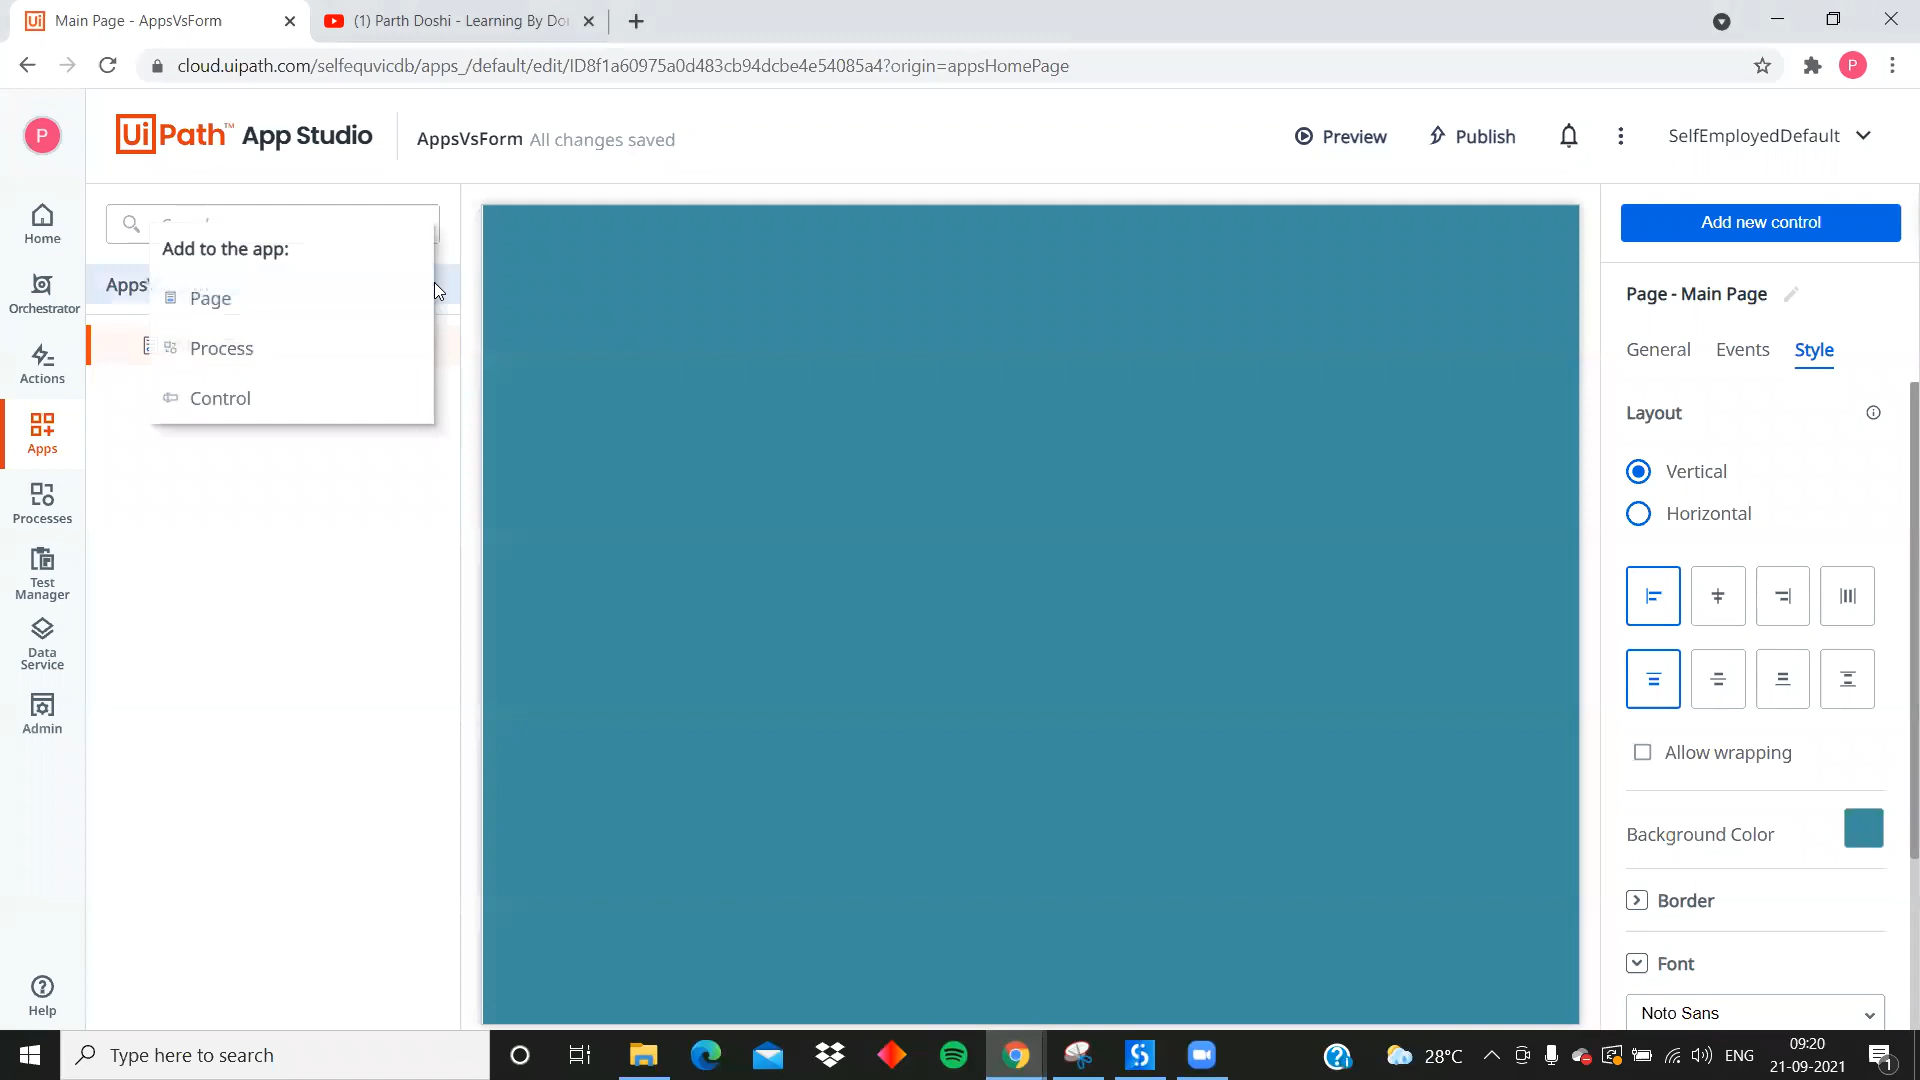 Main Page - AppsVsForm
(1) Parth Doshi - Learning By Do
cloud.uipath.com/selfequvicdb/apps_/default/edit/ID8f1a60975a0d483cb94dcbe4e54085a4?origin=appsHomePage
P
P
UiPath™ App Studio
AppsVsForm All changes saved
Preview
Publish
SelfEmployedDefault
Home
Orchestrator
Actions
Apps
Processes
Test
Manager
Data
Service
Admin
Help
Apps
Add to the app:
Page
Process
Control
Add new control
Page - Main Page
General Events Style
Layout
Vertical
Horizontal
Allow wrapping
Background Color
Border
Font
Noto Sans
Type here to search
28°C
ENG
09:20
21-09-2021
1